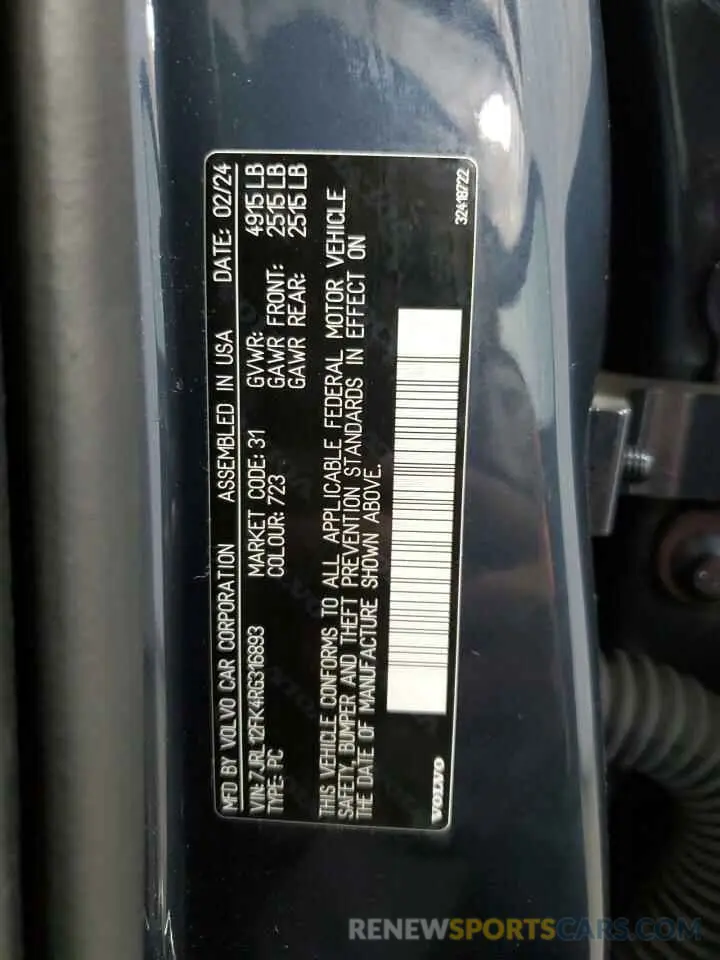 MFD BY VOLVO CAR CORPORATION ASSEMBLED IN USA DATE: 02/24
VIN: 7JRL12FK4RG316893 MARKET CODE: 31 GVWR: 4915 LB
TYPE: PC COLOUR: 723 GAWR FRONT: 2515 LB
GAWR REAR: 2515 LB
THIS VEHICLE CONFORMS TO ALL APPLICABLE FEDERAL MOTOR VEHICLE
SAFETY, BUMPER AND THEFT PREVENTION STANDARDS IN EFFECT ON
THE DATE OF MANUFACTURE SHOWN ABOVE.
VOLVO 32418722
RENEWSPORTSCARS.COM